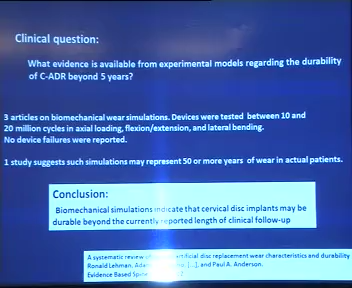 Clinical question:
What evidence is available from experimental models regarding the durability
of C-ADR beyond 5 years?
3 articles on biomechanical wear simulations. Devices were tested between 10 and
20 million cycles in axial loading, flexion/extension, and lateral bending.
No device failures were reported.
1 study suggests such simulations may represent 50 or more years of wear in actual patients.
Conclusion:
Biomechanical simulations indicate that cervical disc implants may be
durable beyond the currently reported length of clinical follow-up
A systematic review artificial disc replacement wear characteristics and durability
Ronald Lehman, [...], and Paul A. Anderson.
Evidence Based